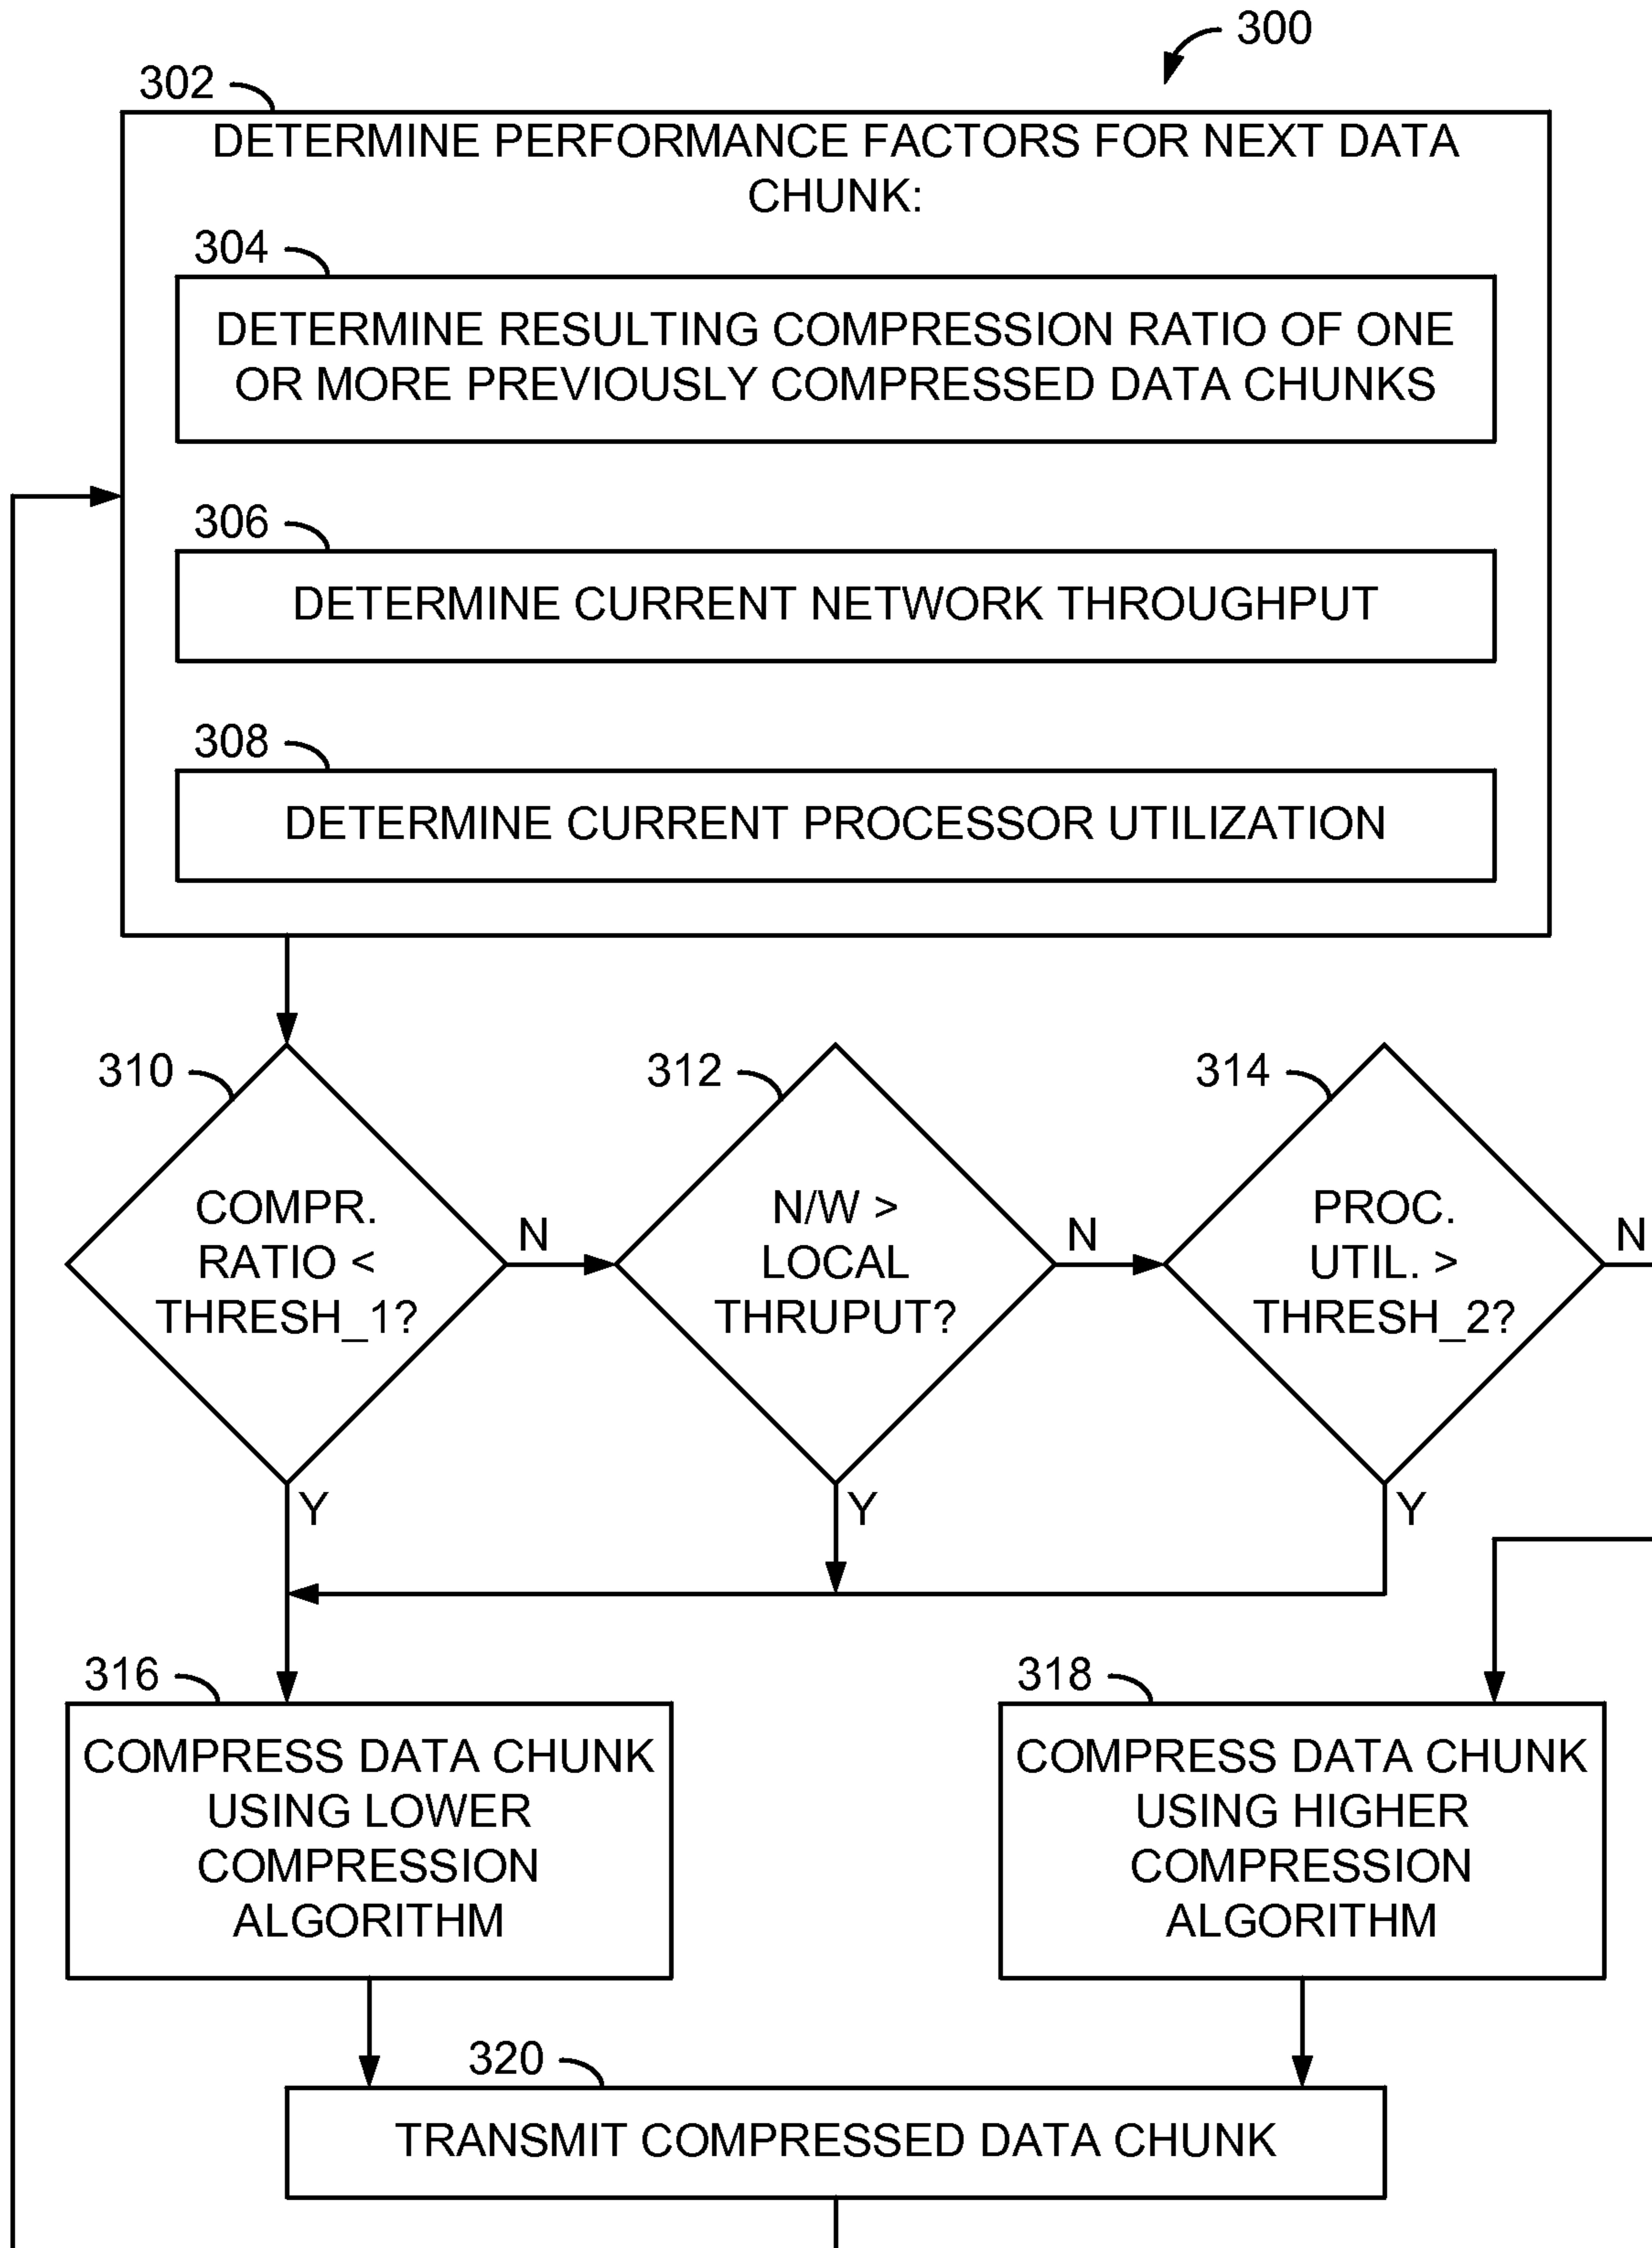 300
302
DETERMINE PERFORMANCE FACTORS FOR NEXT DATA
CHUNK:
304
DETERMINE RESULTING COMPRESSION RATIO OF ONE
OR MORE PREVIOUSLY COMPRESSED DATA CHUNKS
306
DETERMINE CURRENT NETWORK THROUGHPUT
308
DETERMINE CURRENT PROCESSOR UTILIZATION
310
COMPR.
RATIO <
THRESH_1?
N
Y
312
N/W >
LOCAL
THRUPUT?
N
Y
314
PROC.
UTIL. >
THRESH_2?
N
Y
316
COMPRESS DATA CHUNK
USING LOWER
COMPRESSION
ALGORITHM
318
COMPRESS DATA CHUNK
USING HIGHER
COMPRESSION
ALGORITHM
320
TRANSMIT COMPRESSED DATA CHUNK